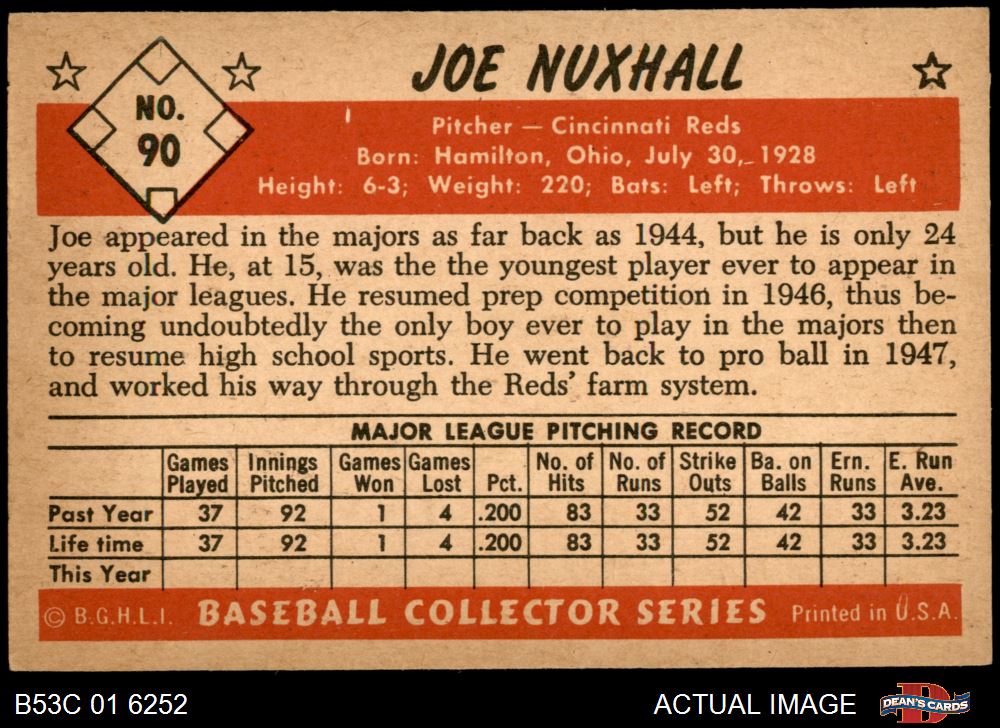 JOE NUXHALL
NO.
90
Pitcher — Cincinnati Reds
Born: Hamilton, Ohio, July 30, 1928
Height: 6-3; Weight: 220; Bats: Left; Throws: Left
Joe appeared in the majors as far back as 1944, but he is only 24
years old. He, at 15, was the the youngest player ever to appear in
the major leagues. He resumed prep competition in 1946, thus be-
coming undoubtedly the only boy ever to play in the majors then
to resume high school sports. He went back to pro ball in 1947,
and worked his way through the Reds' farm system.
MAJOR LEAGUE PITCHING RECORD
Games Innings Games Games No. of No. of Strike Ba. on Ern. E. Run
Played Pitched Won Lost Pct. Hits Runs Outs Balls Runs Ave.
Past Year 37 92 1 4 .200 83 33 52 42 33 3.23
Life time 37 92 1 4 .200 83 33 52 42 33 3.23
This Year
© B.G.H.L.I. BASEBALL COLLECTOR SERIES Printed in U.S.A.
B53C 01 6252 ACTUAL IMAGE DEAN'S CARDS